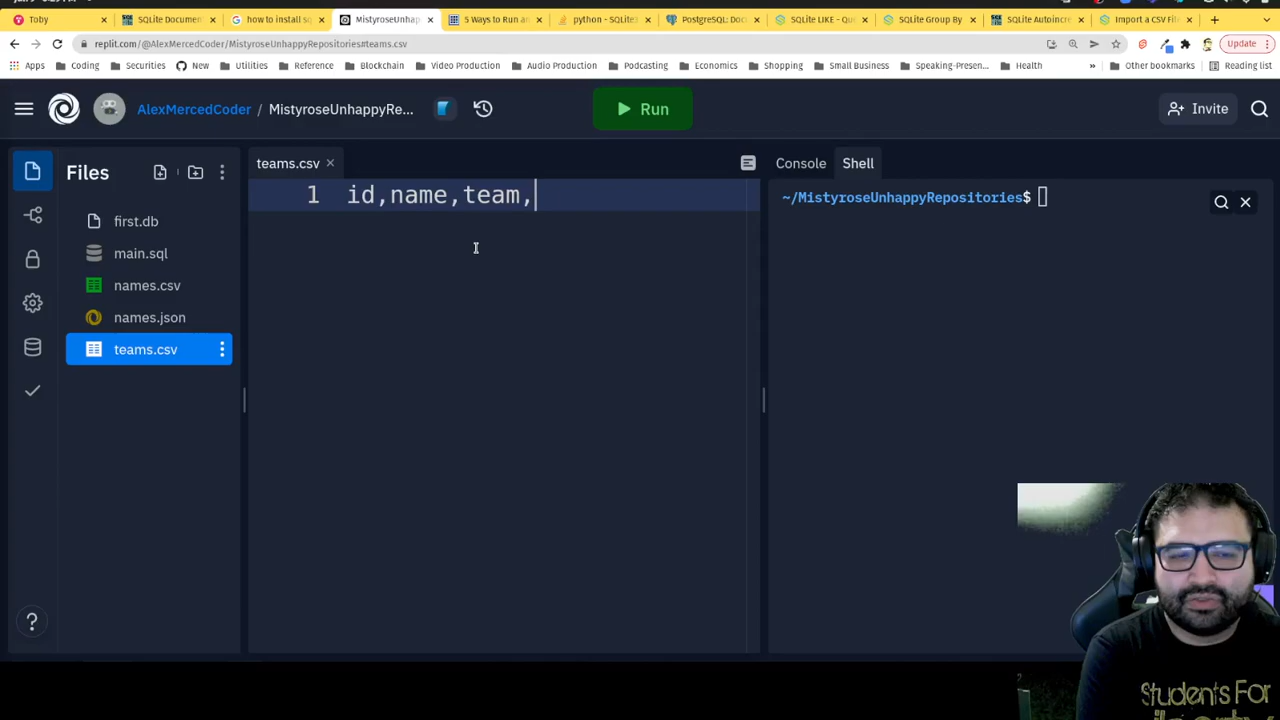 Toby
SQLite Documen
how to install sq
MistyroseUnhap
5 Ways to Run an
python - SQLite3
PostgreSQL: Doc
SQLite LIKE - Que
SQLite Group By
SQLite Autoincre
Import a CSV File
replit.com/@AlexMercedCoder/MistyroseUnhappyRepositories#teams.csv
Update
Apps
Coding
Securities
New
Utilities
Reference
Blockchain
Video Production
Audio Production
Podcasting
Economics
Shopping
Small Business
Speaking-Presen...
Health
»
Other bookmarks
Reading list
AlexMercedCoder / MistyroseUnhappyRe...
Run
Invite
Files
teams.csv
Console
Shell
1 id,name,team,
~/MistyroseUnhappyRepositories$
first.db
main.sql
names.csv
names.json
teams.csv
?
Students For